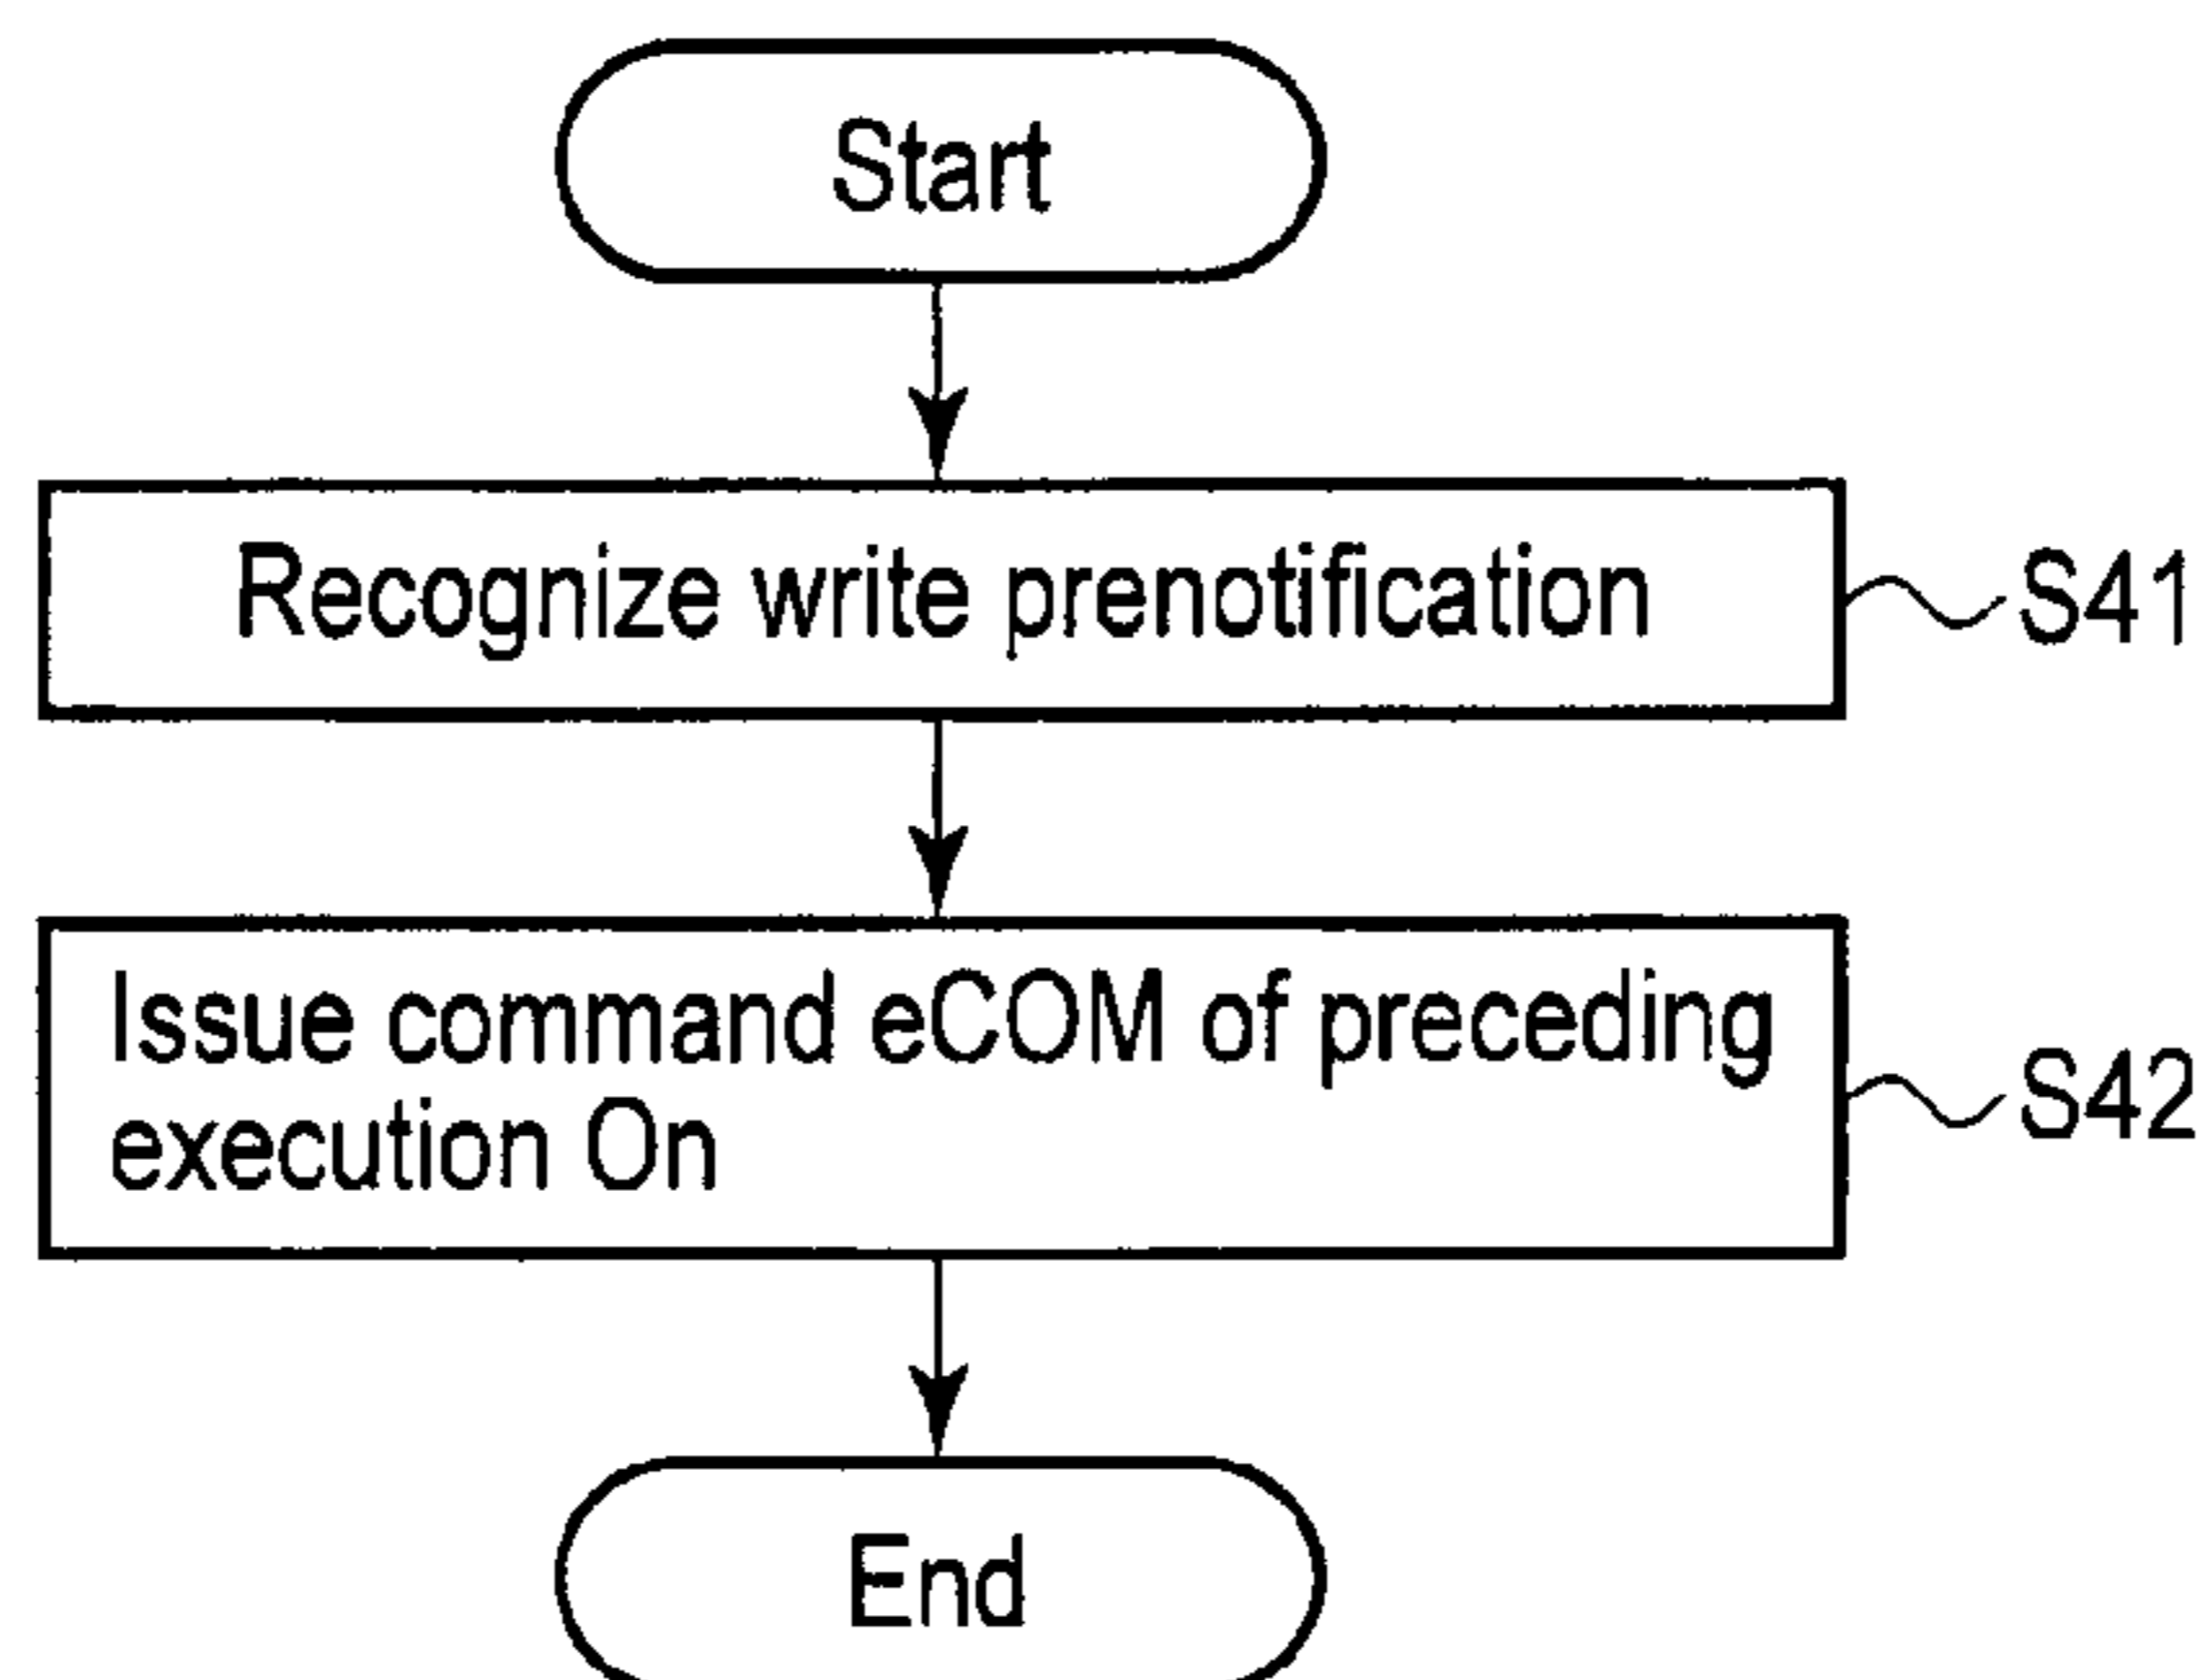 Start
Recognize write prenotification
S41
Issue command eCOM of preceding
execution On
S42
End